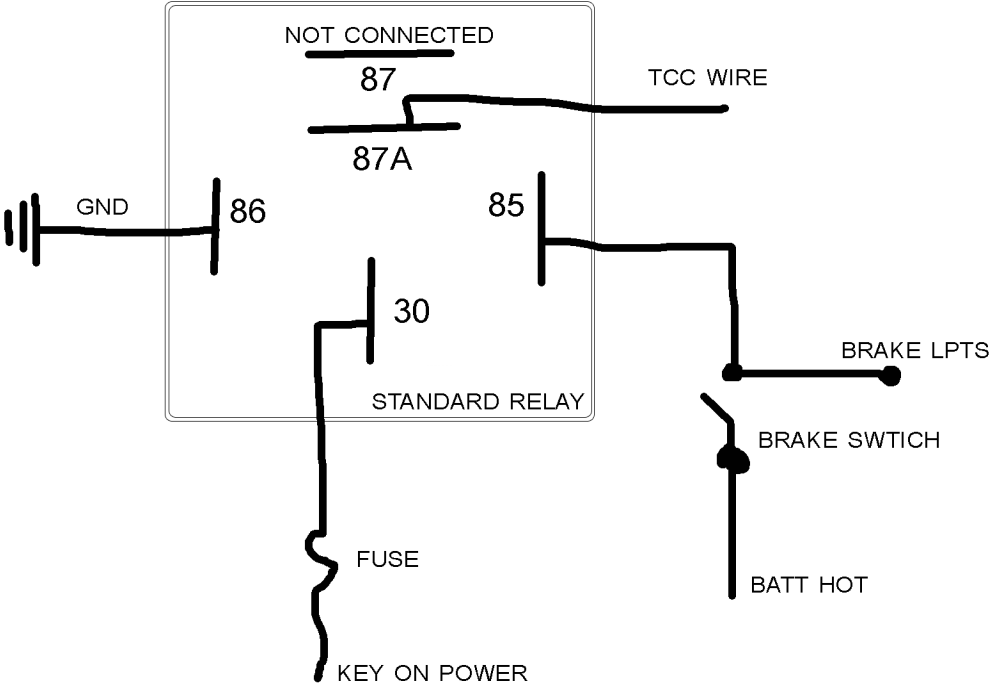 NOT CONNECTED
87
TCC WIRE
87A
GND
86
85
30
BRAKE LPTS
STANDARD RELAY
BRAKE SWTICH
FUSE
BATT HOT
KEY ON POWER